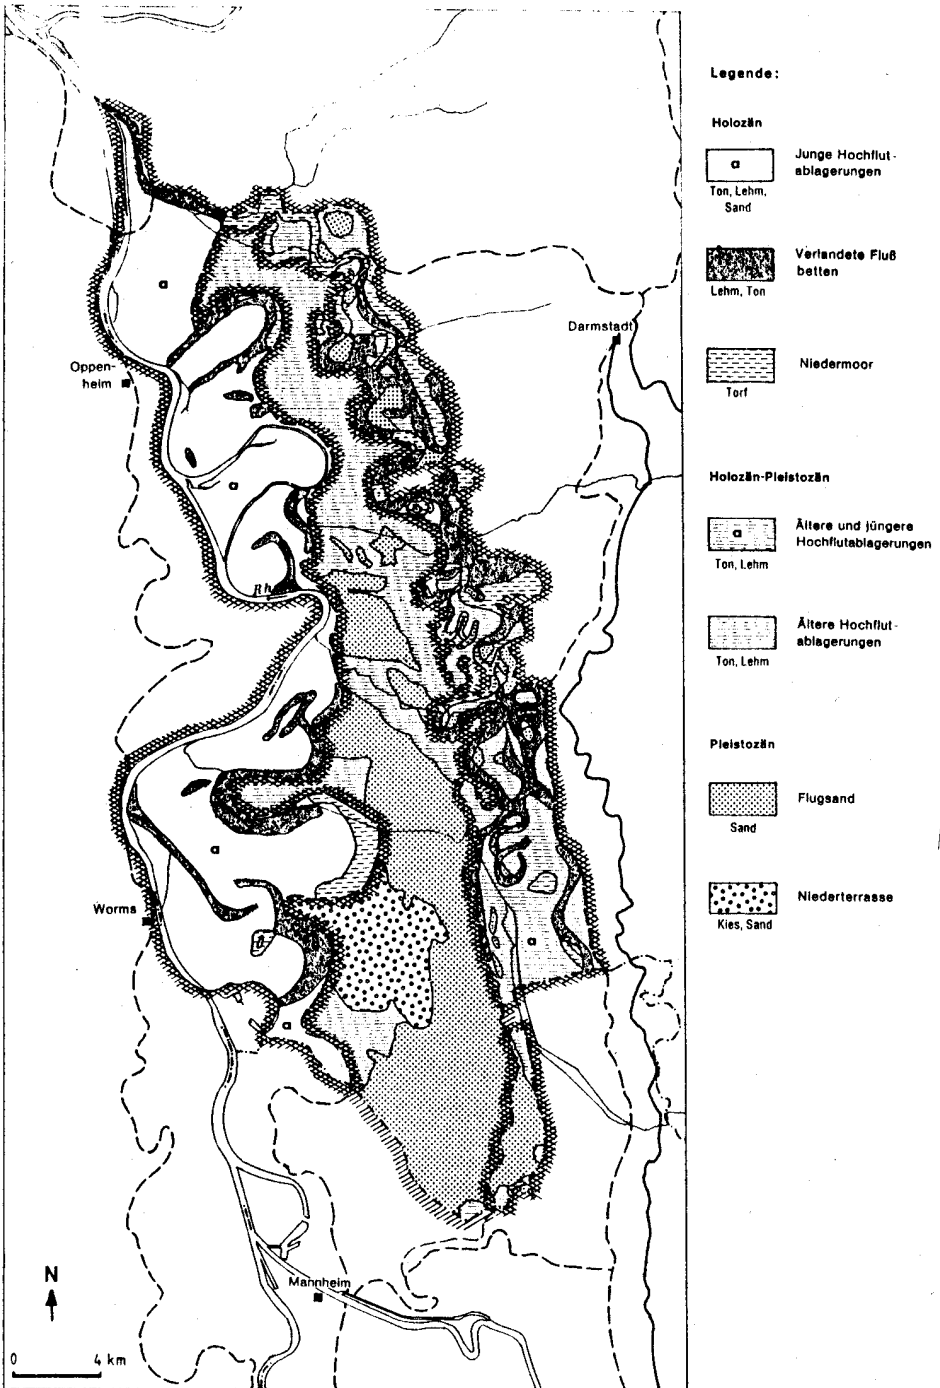 Legende:
Holozän
a
Junge Hochflut-
ablagerungen
Ton, Lehm,
Sand
Verlandete Fluß
betten
Lehm, Ton
Niedermoor
Torf
Holozän-Pleistozän
a
Ältere und jüngere
Hochflutablagerungen
Ton, Lehm
Ältere Hochflut-
ablagerungen
Ton, Lehm
Pleistozän
Flugsand
Sand
Niederterrasse
Kies, Sand
a
Darmstadt
Oppen-
heim
a
Rh
a
Worms
a
a
Mannheim
N
0 4 km